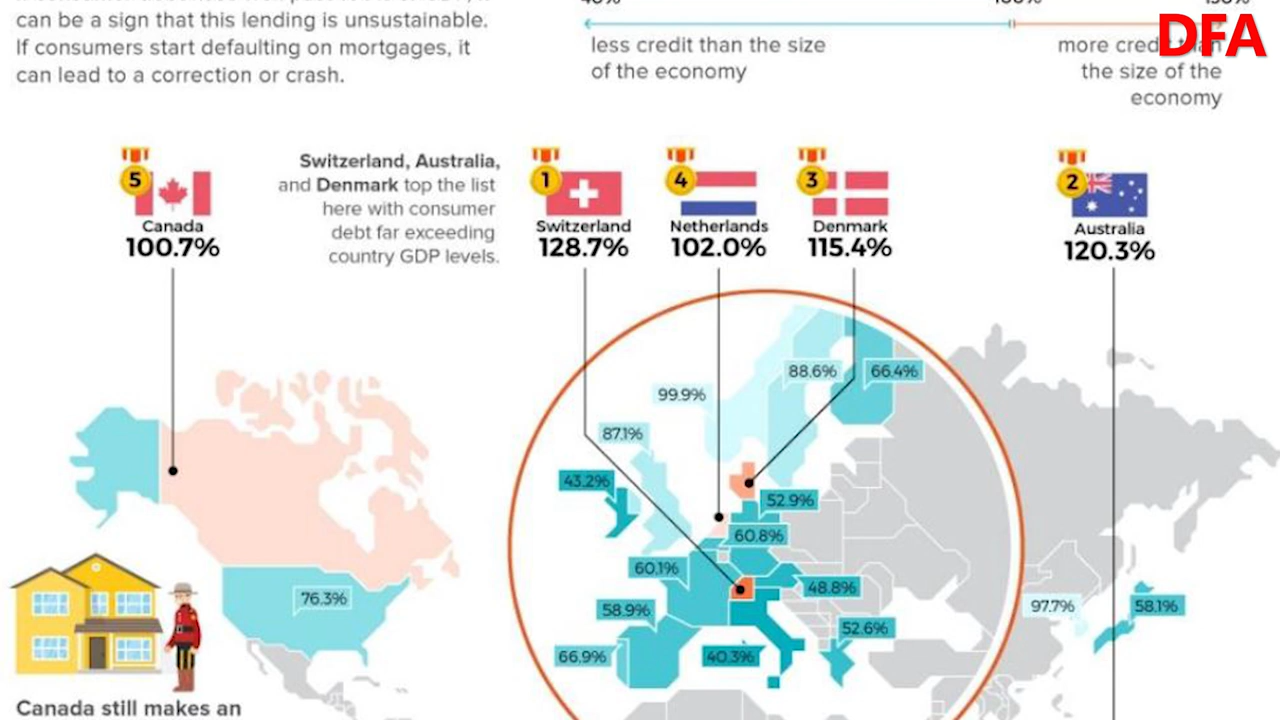 can be a sign that this lending is unsustainable.
If consumers start defaulting on mortgages, it
can lead to a correction or crash.
less credit than the size
of the economy
more credit than
the size of the
economy
DFA
Switzerland, Australia,
and Denmark top the list
here with consumer
debt far exceeding
country GDP levels.
5
Canada
100.7%
1
Switzerland
128.7%
4
Netherlands
102.0%
3
Denmark
115.4%
2
Australia
120.3%
88.6%
66.4%
99.9%
87.1%
43.2%
52.9%
60.8%
60.1%
48.8%
76.3%
58.9%
97.7%
58.1%
52.6%
66.9%
40.3%
Canada still makes an